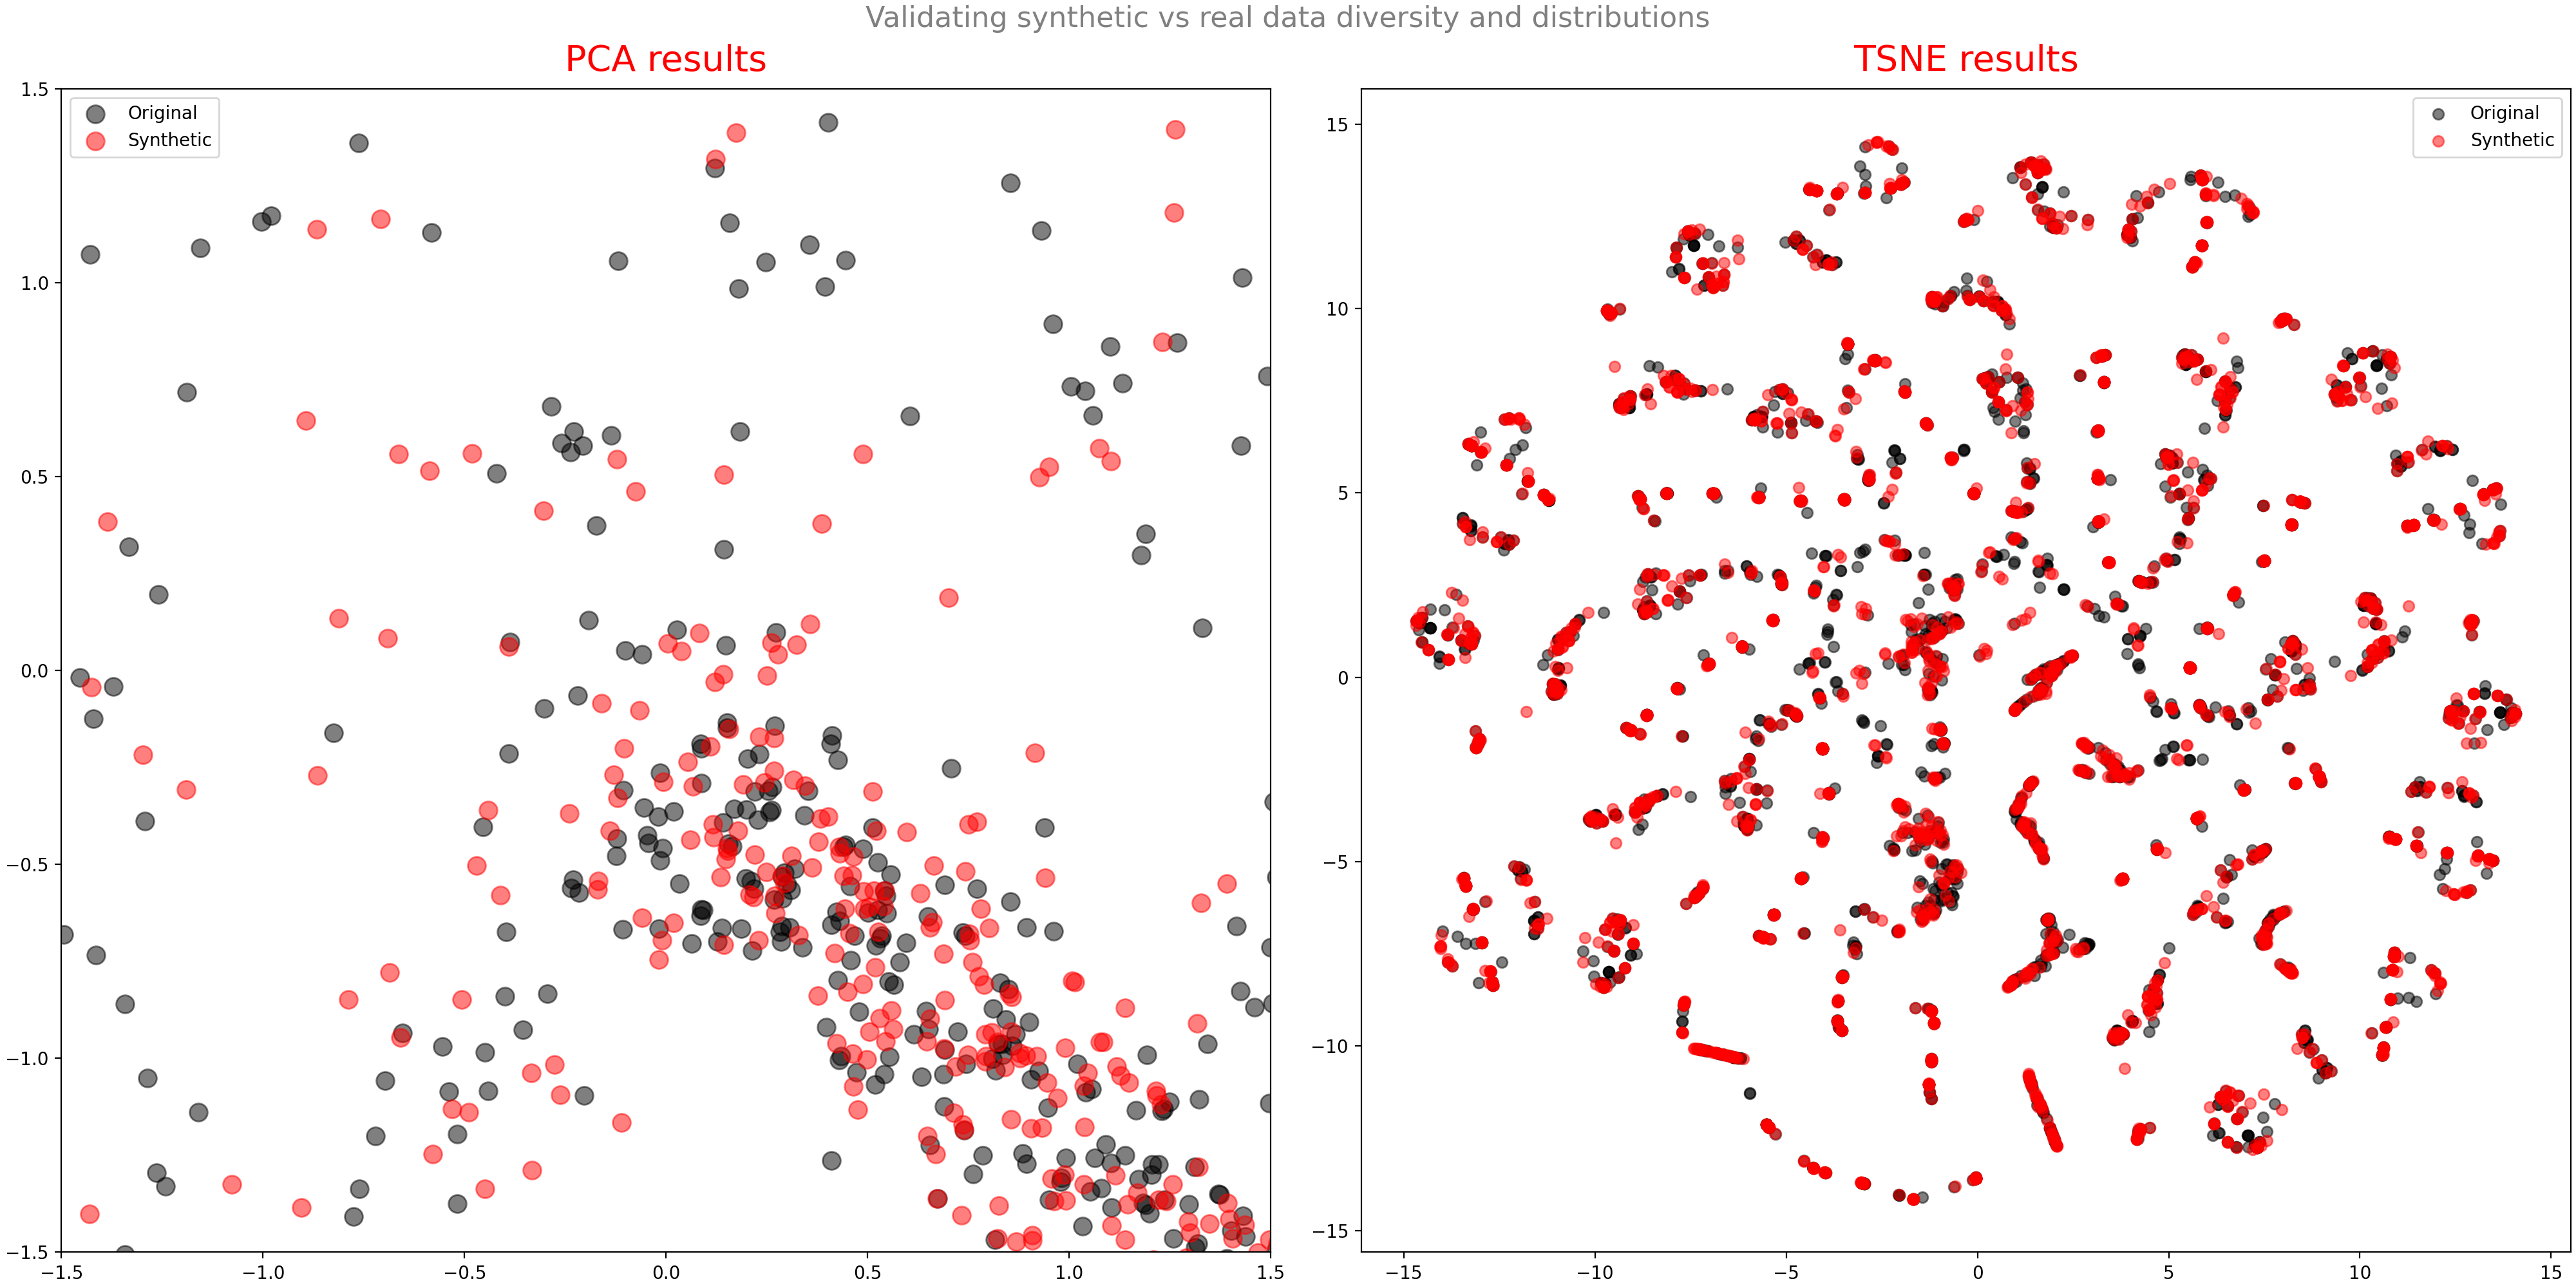 Validating synthetic vs real data diversity and distributions
PCA results
TSNE results
Original
Synthetic
1.5
1.0
0.5
0.0
−0.5
−1.0
−1.5
−1.5 −1.0 −0.5 0.0 0.5 1.0 1.5
Original
Synthetic
15
10
5
0
−5
−10
−15
−15 −10 −5 0 5 10 15